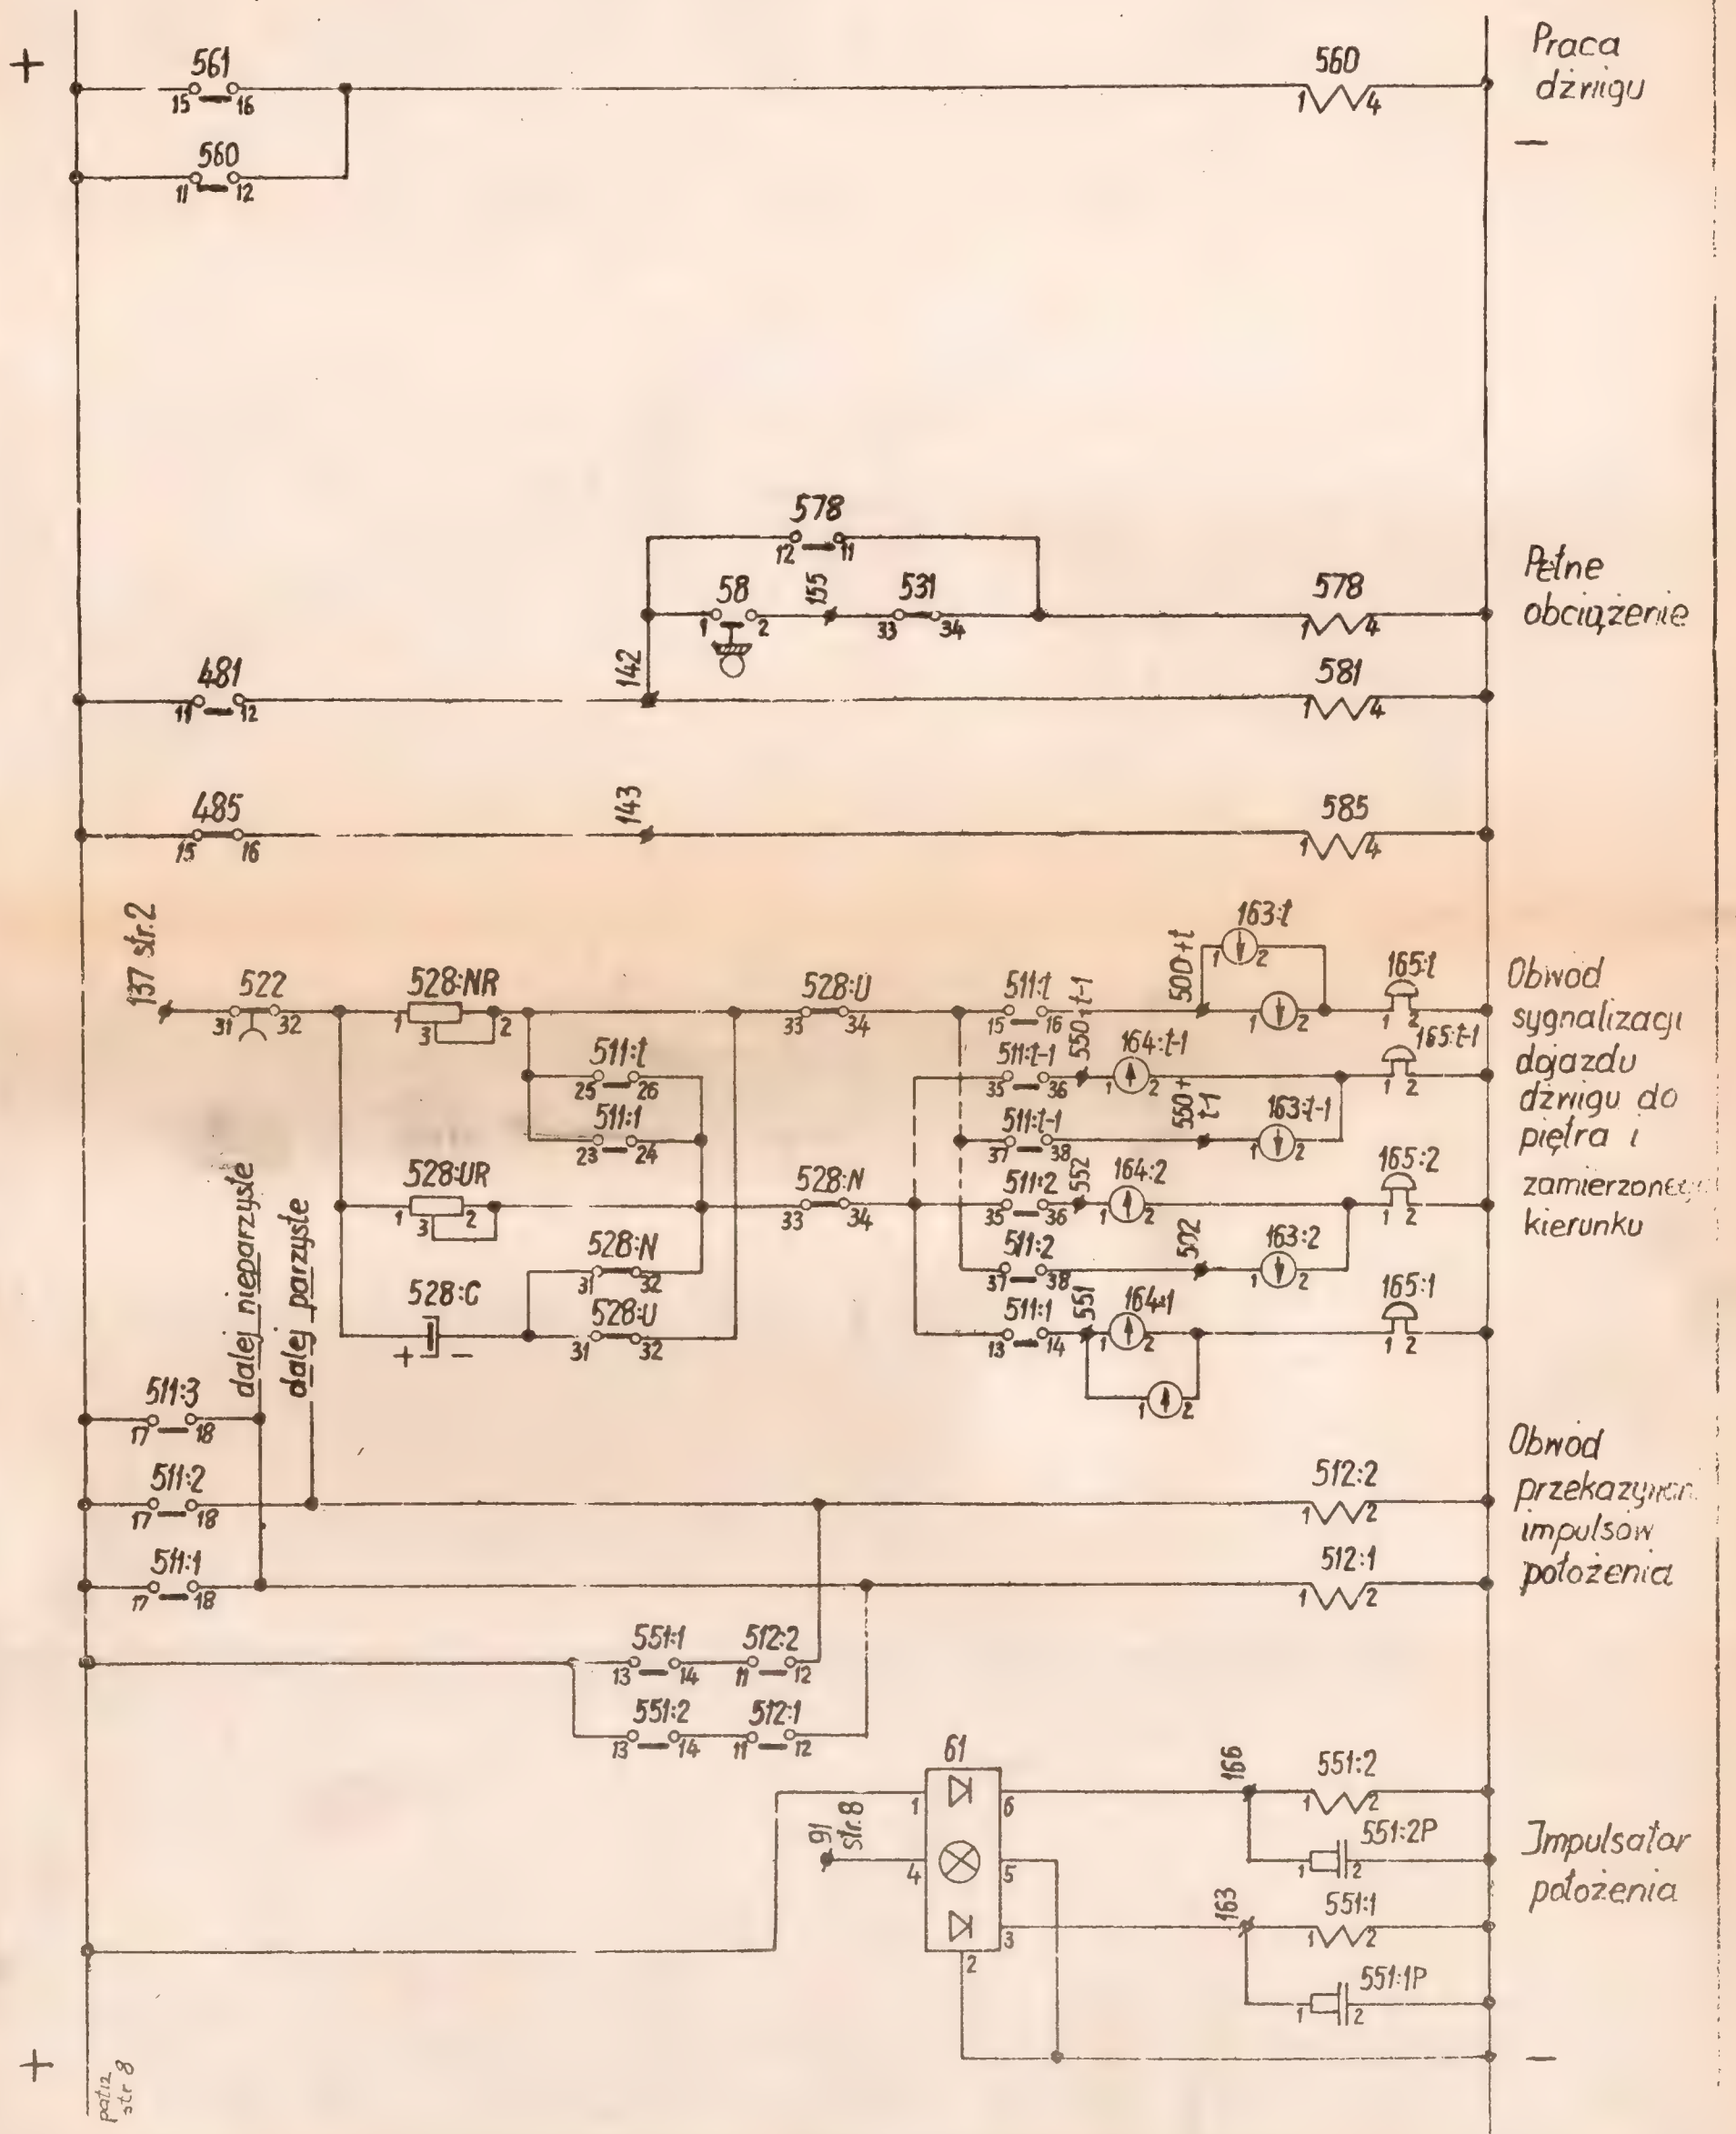 +
561
15 16
560
1 4
Praca
dźwigu
−
560
11 12
578
12 11
58
1 2
155
531
33 34
578
1 4
Pełne
obciążenie
142
481
11 12
581
1 4
143
485
15 16
585
1 4
137 str.2
522
31 32
528:NR
1 3 2
528:U
33 34
511:t
15 16
550+t-1
500+t
163:t
1 2
2
165:t
1 2
Obwód
sygnalizacji
dojazdu
dźwigu do
piętra i
kierunku
511:t
25 26
511:t-1
35 36
164:t-1
1 2
165:t-1
1 2
511:1
23 24
511:t-1
37 38
550+
t-1
163:t-1
1 2
528:UR
1 3 2
528:N
33 34
511:2
35 36
552
164:2
1 2
165:2
1 2
528:N
31 32
511:2
37 38
502
163:2
1 2
528:C
+ −
528:U
31 32
511:1
13 14
551
164:1
1 2
165:1
1 2
1 2
dalej nieparzyste
dalej parzyste
511:3
17 18
511:2
17 18
512:2
1 2
Obwód
impulsów
położenia
511:1
17 18
512:1
1 2
551:1
13 14
512:2
11 12
551:2
13 14
512:1
11 12
61
1 6
4 5
3
2
91
str.8
166
551:2
1 2
551:2P
1 2
Impulsator
położenia
163
551:1
1 2
551:1P
1 2
+
−
str 8